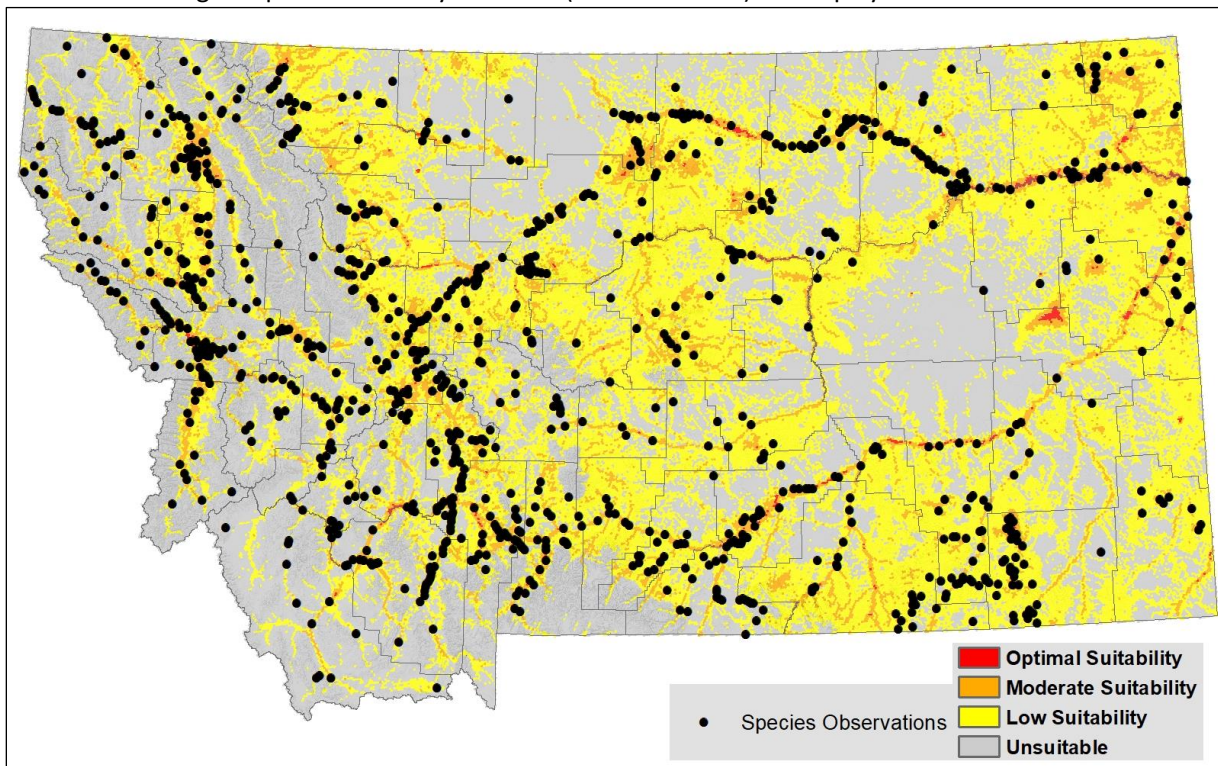 Optimal Suitability
Moderate Suitability
Species Observations
Low Suitability
Unsuitable